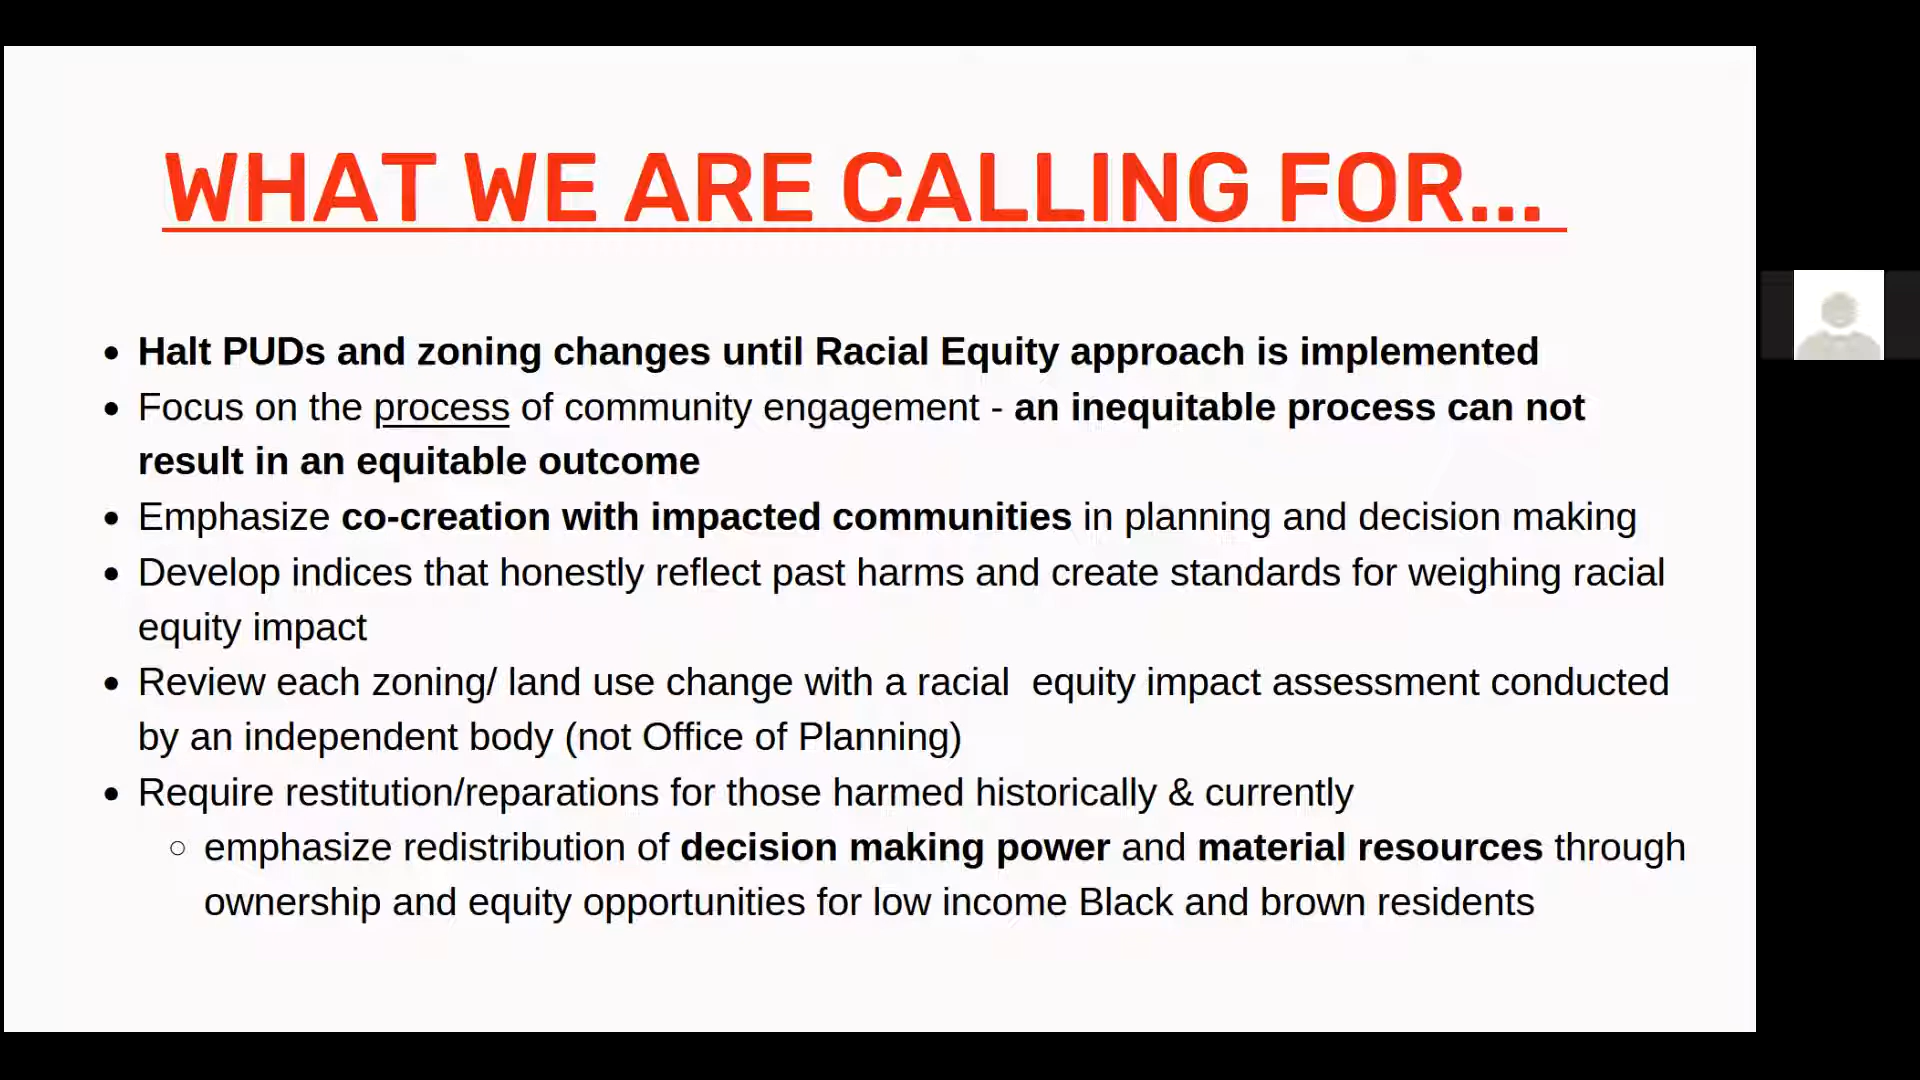 WHAT WE ARE CALLING FOR...
Halt PUDs and zoning changes until Racial Equity approach is implemented
Focus on the process of community engagement - an inequitable process can not
result in an equitable outcome
Emphasize co-creation with impacted communities in planning and decision making
Develop indices that honestly reflect past harms and create standards for weighing racial
equity impact
Review each zoning/ land use change with a racial  equity impact assessment conducted
by an independent body (not Office of Planning)
Require restitution/reparations for those harmed historically & currently
emphasize redistribution of decision making power and material resources through
ownership and equity opportunities for low income Black and brown residents